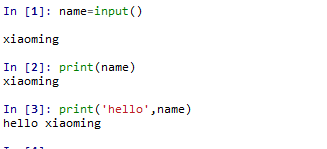 In [1]: name=input()
xiaoming
In [2]: print(name)
xiaoming
In [3]: print('hello',name)
hello xiaoming